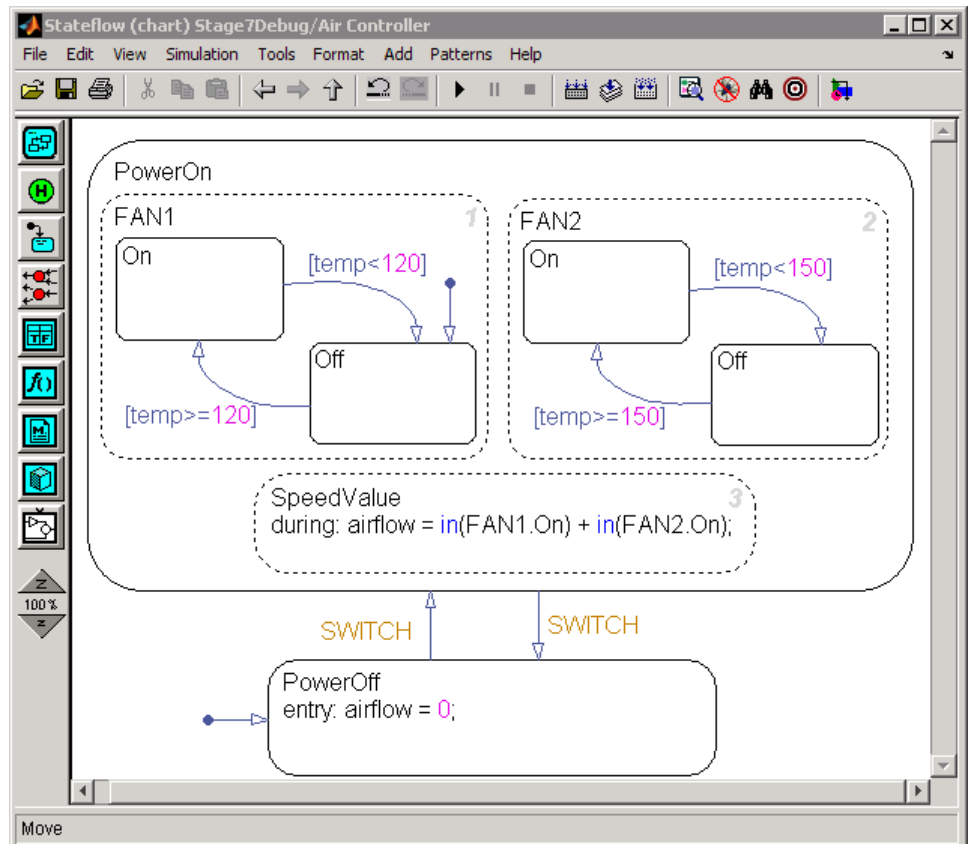 Stateflow (chart) Stage7Debug/Air Controller
File Edit View Simulation Tools Format Add Patterns Help
PowerOn
FAN1 1
On
[temp<120]
Off
[temp>=120]
FAN2 2
On
[temp<150]
Off
[temp>=150]
SpeedValue 3
during: airflow = in(FAN1.On) + in(FAN2.On);
SWITCH
SWITCH
PowerOff
entry: airflow = 0;
H
TF
f()
M
Z
100 %
z
Move